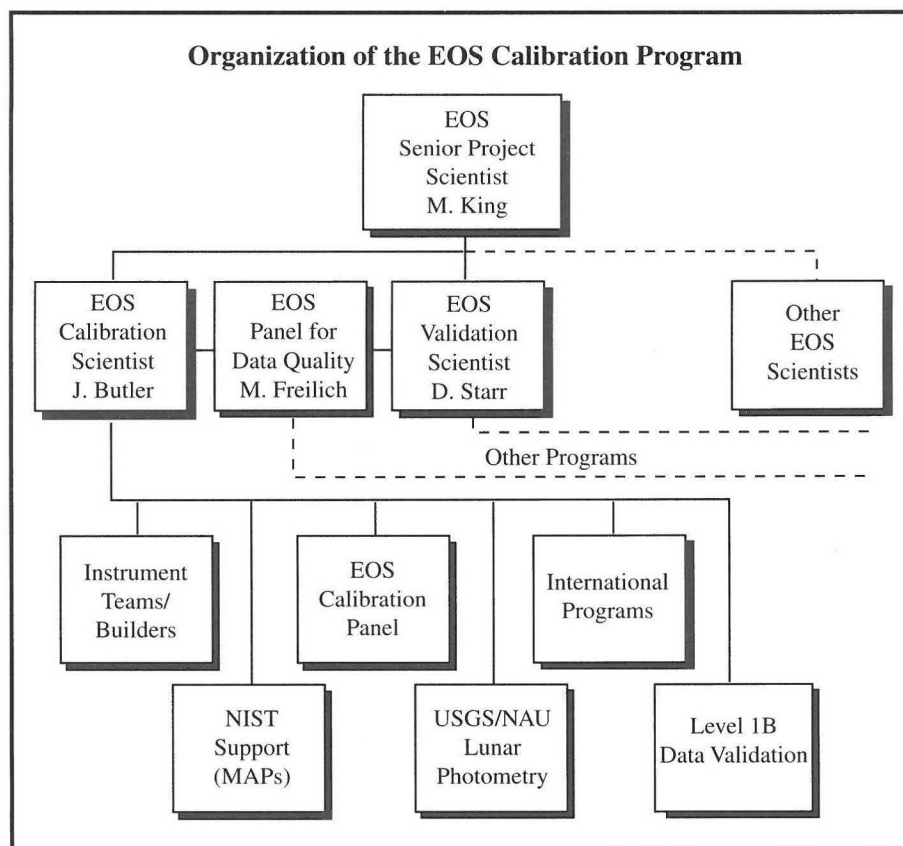 Organization of the EOS Calibration Program
EOS
Senior Project
Scientist
M. King
EOS
Calibration
Scientist
J. Butler
EOS
Panel for
Data Quality
M. Freilich
EOS
Validation
Scientist
D. Starr
Other
EOS
Scientists
Other Programs
Instrument
Teams/
Builders
EOS
Calibration
Panel
International
Programs
NIST
Support
(MAPs)
USGS/NAU
Lunar
Photometry
Level 1B
Data Validation